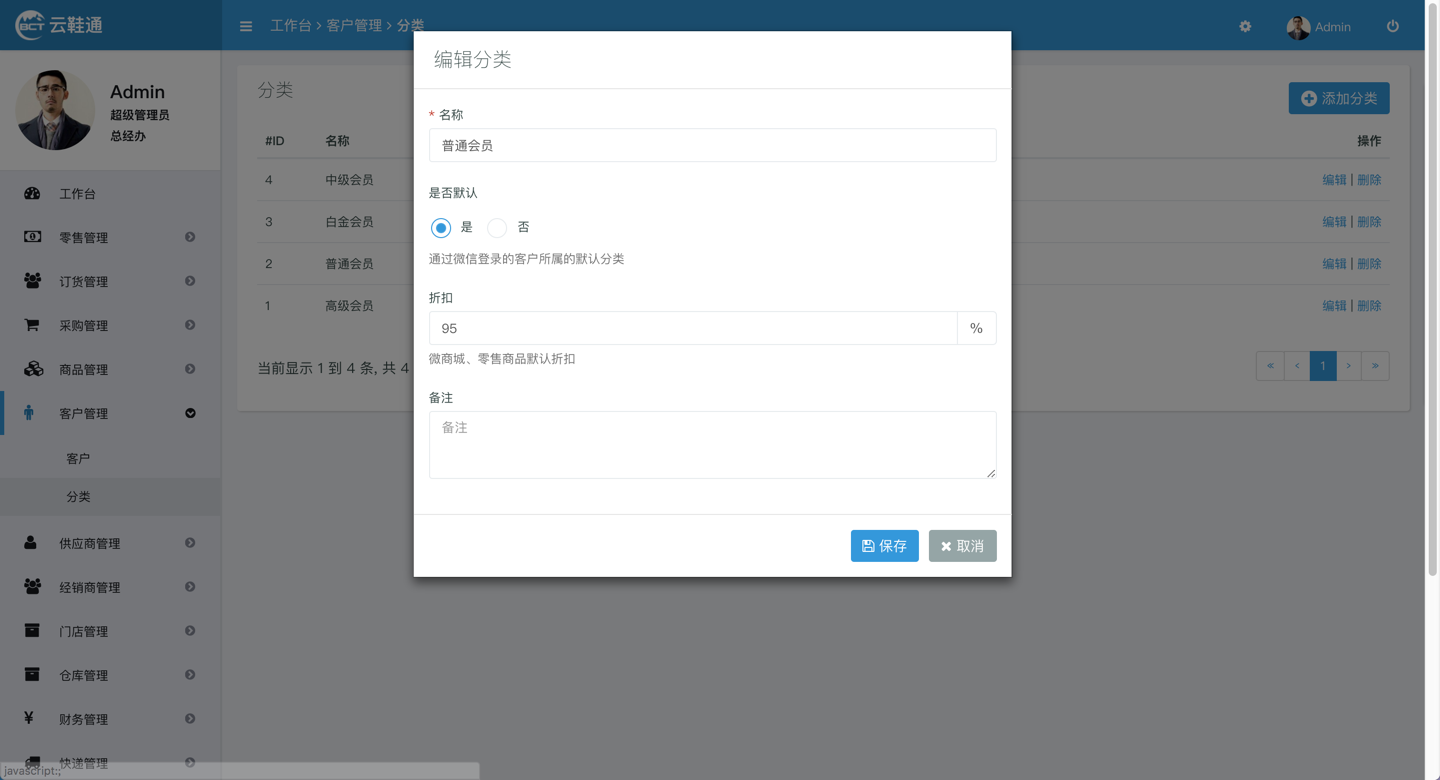 BCT 云鞋通
工作台 > 客户管理 > 分类
Admin
Admin
超级管理员
总经办
工作台
零售管理
订货管理
采购管理
商品管理
客户管理
客户
分类
供应商管理
经销商管理
门店管理
仓库管理
财务管理
快递管理
javascript:;
分类
添加分类
#ID 名称 操作
4 中级会员 编辑 | 删除
3 白金会员 编辑 | 删除
2 普通会员 编辑 | 删除
1 高级会员 编辑 | 删除
当前显示 1 到 4 条, 共 4
« ‹ 1 › »
编辑分类
* 名称
普通会员
是否默认
是 否
通过微信登录的客户所属的默认分类
折扣
95 %
微商城、零售商品默认折扣
备注
备注
保存 取消